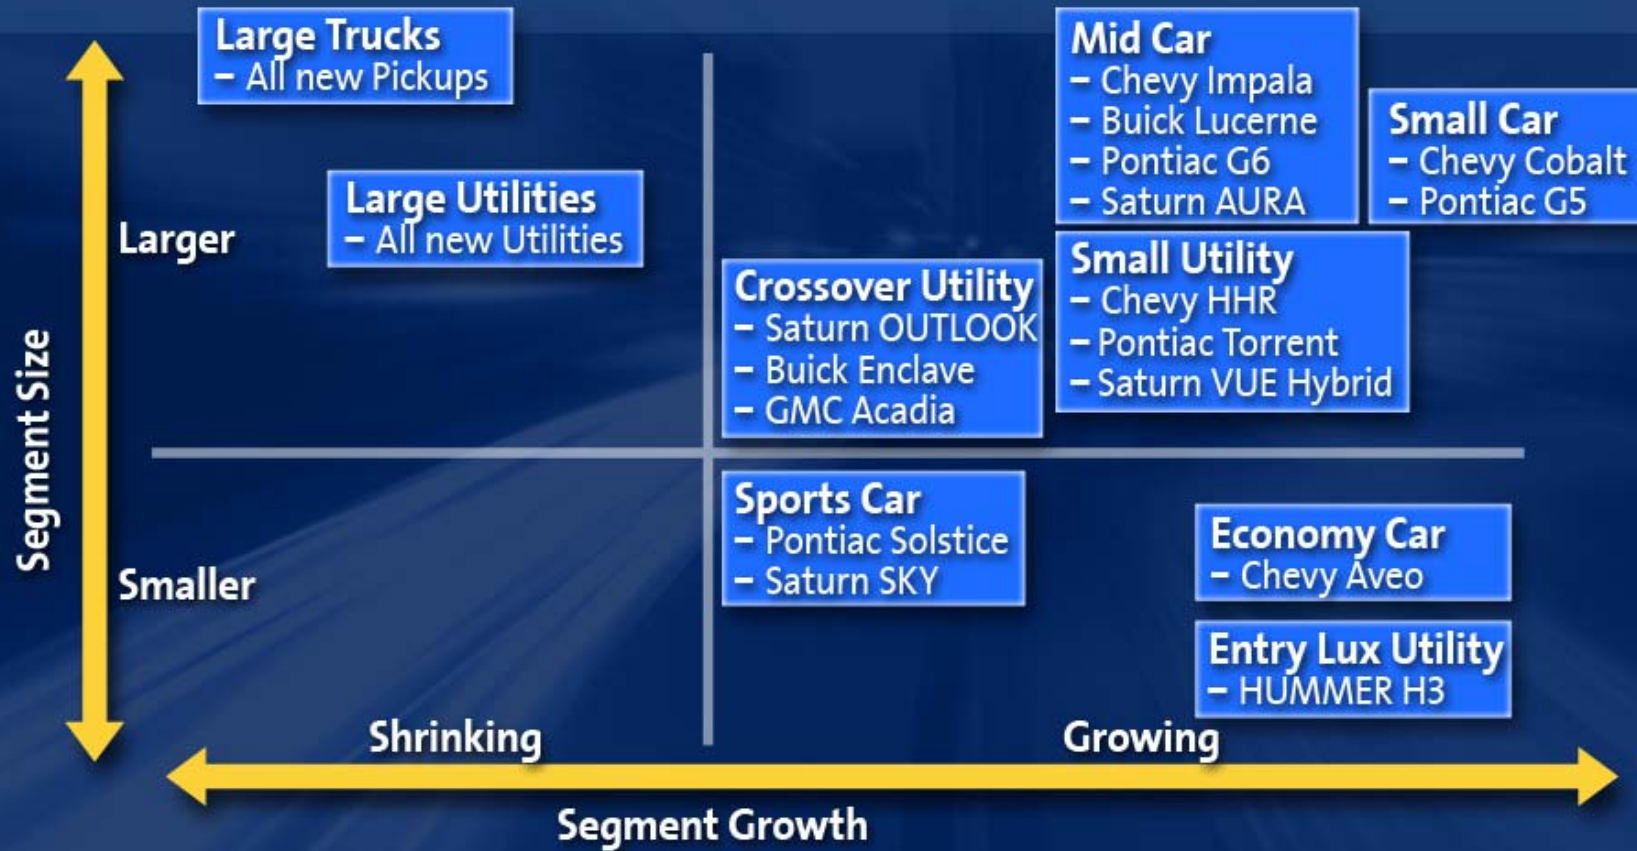 Large Trucks
– All new Pickups
Large Utilities
– All new Utilities
Mid Car
– Chevy Impala
– Buick Lucerne
– Pontiac G6
– Saturn AURA
Small Car
– Chevy Cobalt
– Pontiac G5
Crossover Utility
– Saturn OUTLOOK
– Buick Enclave
– GMC Acadia
Small Utility
– Chevy HHR
– Pontiac Torrent
– Saturn VUE Hybrid
Sports Car
– Pontiac Solstice
– Saturn SKY
Economy Car
– Chevy Aveo
Entry Lux Utility
– HUMMER H3
Segment Size
Larger
Smaller
Shrinking
Growing
Segment Growth